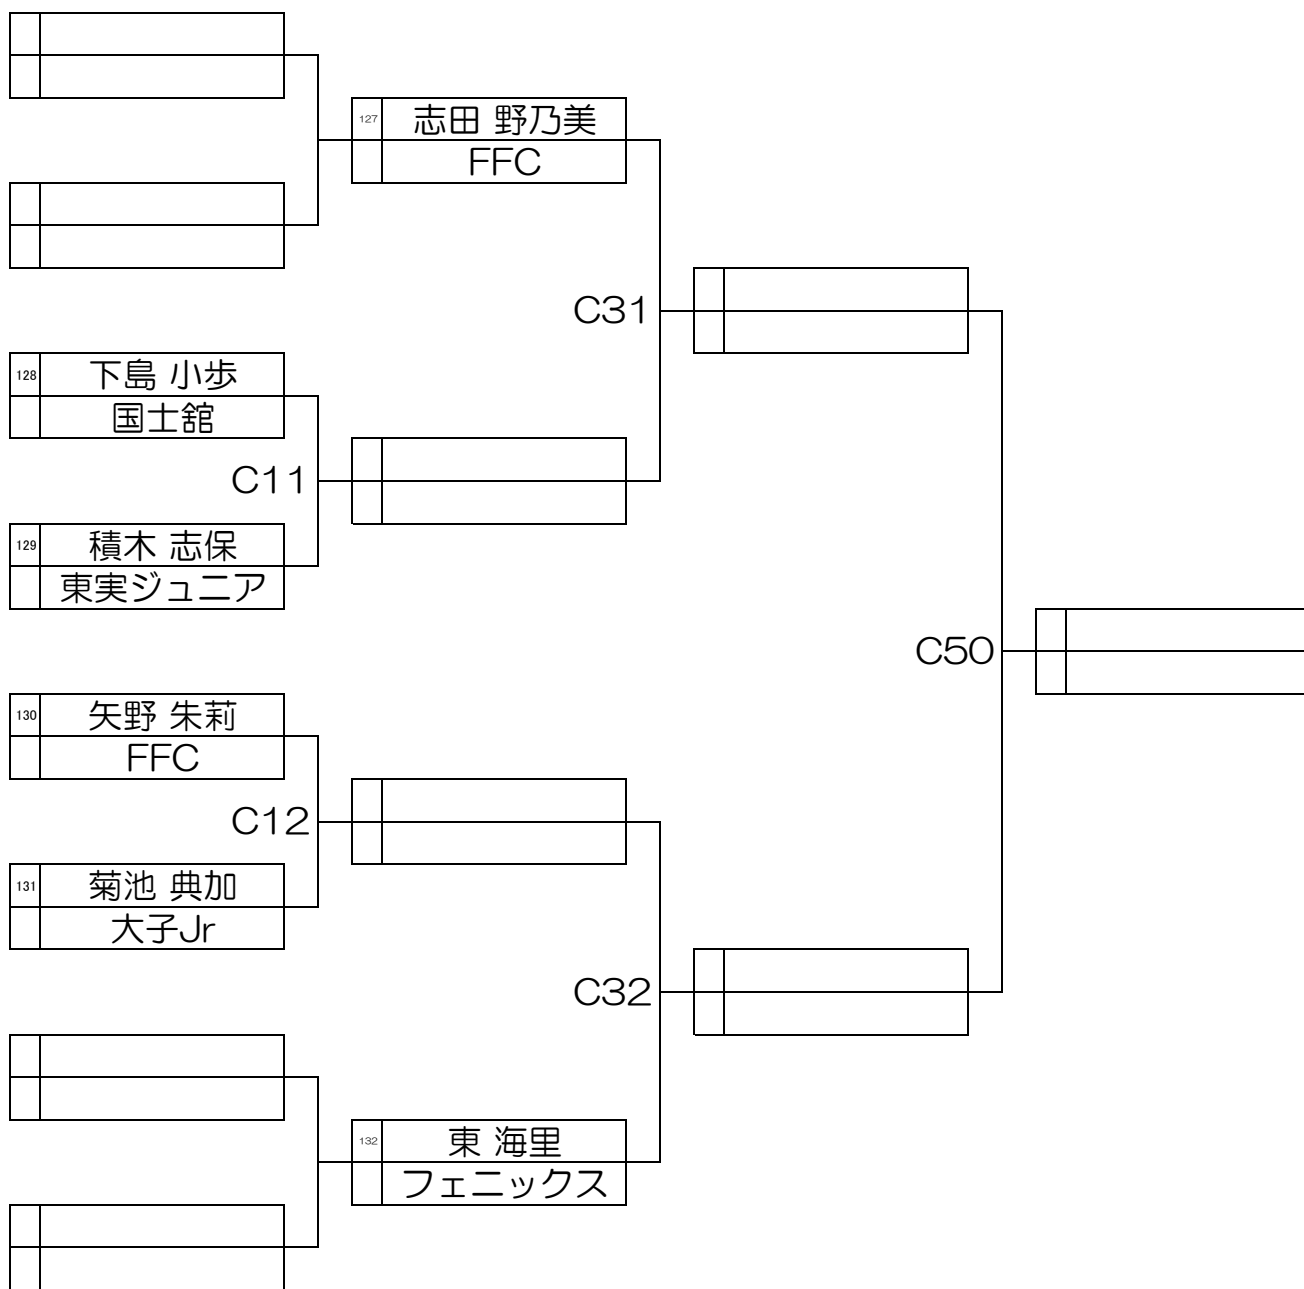 127 志田 野乃美
FFC
C31
128 下島 小歩
国士舘
C11
129 積木 志保
東実ジュニア
C50
130 矢野 朱莉
FFC
C12
131 菊池 典加
大子Jr
C32
132 東 海里
フェニックス